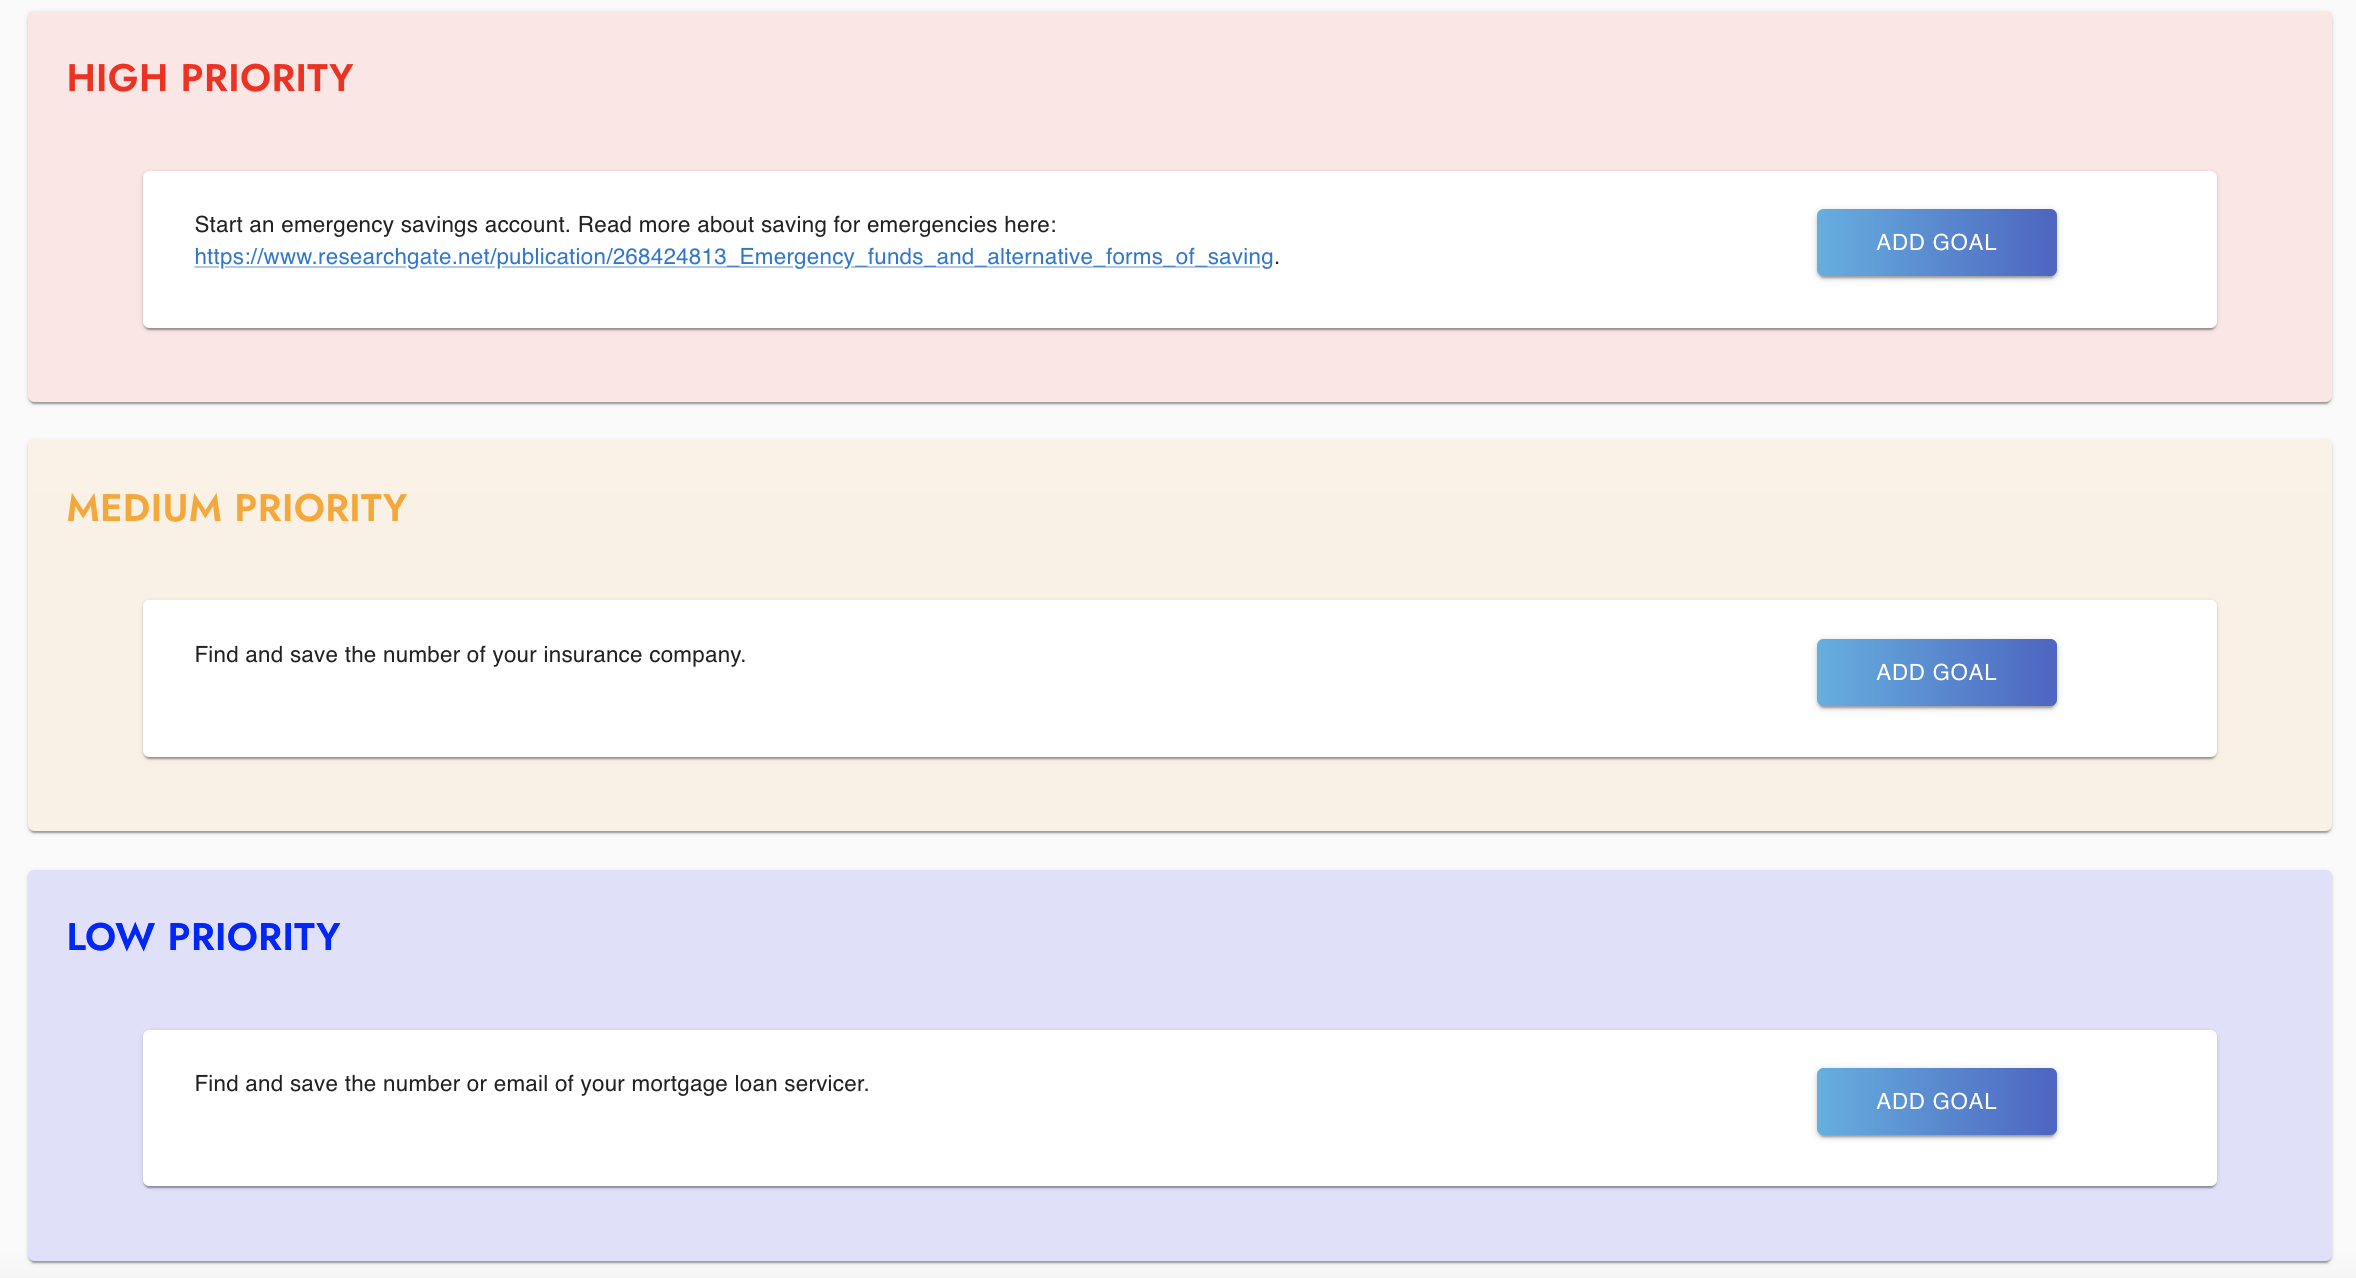 HIGH PRIORITY
Start an emergency savings account. Read more about saving for emergencies here:
https://www.researchgate.net/publication/268424813_Emergency_funds_and_alternative_forms_of_saving.
ADD GOAL
MEDIUM PRIORITY
Find and save the number of your insurance company.
ADD GOAL
LOW PRIORITY
Find and save the number or email of your mortgage loan servicer.
ADD GOAL